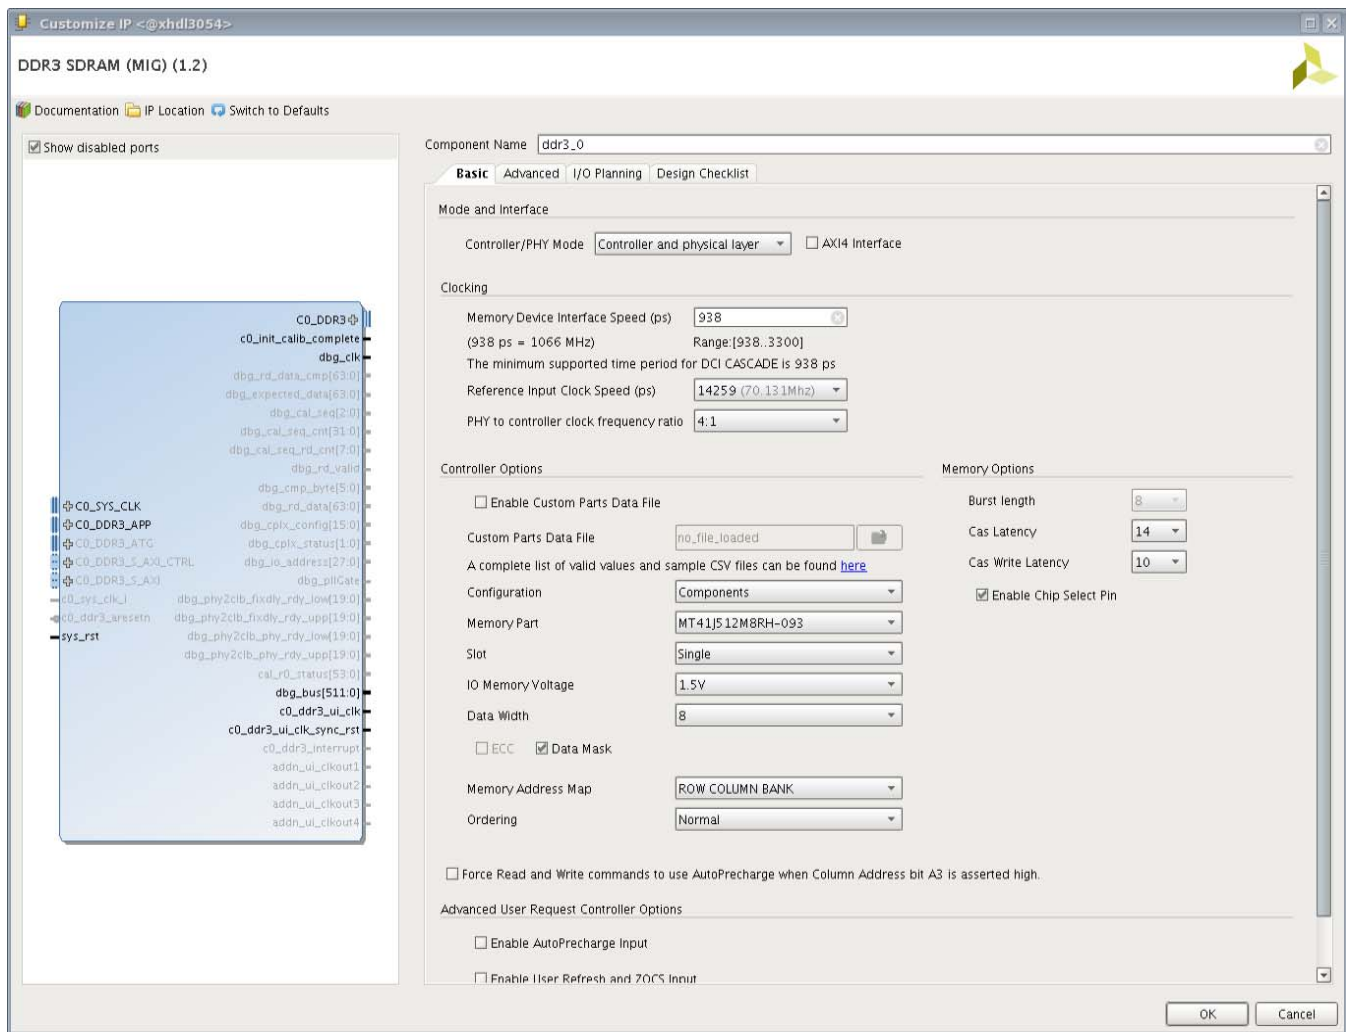 Customize IP <@xhdl3054>
DDR3 SDRAM (MIG) (1.2)
Documentation IP Location Switch to Defaults
Show disabled ports
C0_DDR3
c0_init_calib_complete
dbg_clk
dbg_rd_data_cmp[63:0]
dbg_expected_data[63:0]
dbg_cal_seq[2:0]
dbg_cal_seq_cnt[31:0]
dbg_cal_seq_rd_cnt[7:0]
dbg_rd_valid
dbg_cmp_byte[5:0]
C0_SYS_CLK dbg_rd_data[63:0]
C0_DDR3_APP dbg_cplx_config[15:0]
C0_DDR3_ATG dbg_cplx_status[1:0]
C0_DDR3_S_AXI_CTRL dbg_io_address[27:0]
C0_DDR3_S_AXI dbg_pllGate
c0_sys_clk_i dbg_phy2clb_fixdly_rdy_low[19:0]
c0_ddr3_aresetn dbg_phy2clb_fixdly_rdy_upp[19:0]
sys_rst dbg_phy2clb_phy_rdy_low[19:0]
dbg_phy2clb_phy_rdy_upp[19:0]
cal_r0_status[53:0]
dbg_bus[511:0]
c0_ddr3_ui_clk
c0_ddr3_ui_clk_sync_rst
c0_ddr3_interrupt
addn_ui_clkout1
addn_ui_clkout2
addn_ui_clkout3
addn_ui_clkout4
Component Name ddr3_0
Basic Advanced I/O Planning Design Checklist
Mode and Interface
Controller/PHY Mode Controller and physical layer AXI4 Interface
Clocking
Memory Device Interface Speed (ps) 938
(938 ps = 1066 MHz) Range:[938..3300]
The minimum supported time period for DCI CASCADE is 938 ps
Reference Input Clock Speed (ps) 14259 (70.131Mhz)
PHY to controller clock frequency ratio 4:1
Controller Options
Enable Custom Parts Data File
Custom Parts Data File no_file_loaded
A complete list of valid values and sample CSV files can be found here
Configuration Components
Memory Part MT41J512M8RH-093
Slot Single
IO Memory Voltage 1.5V
Data Width 8
ECC Data Mask
Memory Address Map ROW COLUMN BANK
Ordering Normal
Memory Options
Burst length 8
Cas Latency 14
Cas Write Latency 10
Enable Chip Select Pin
Force Read and Write commands to use AutoPrecharge when Column Address bit A3 is asserted high.
Advanced User Request Controller Options
Enable AutoPrecharge Input
Enable User Refresh and ZQCS Input
OK Cancel